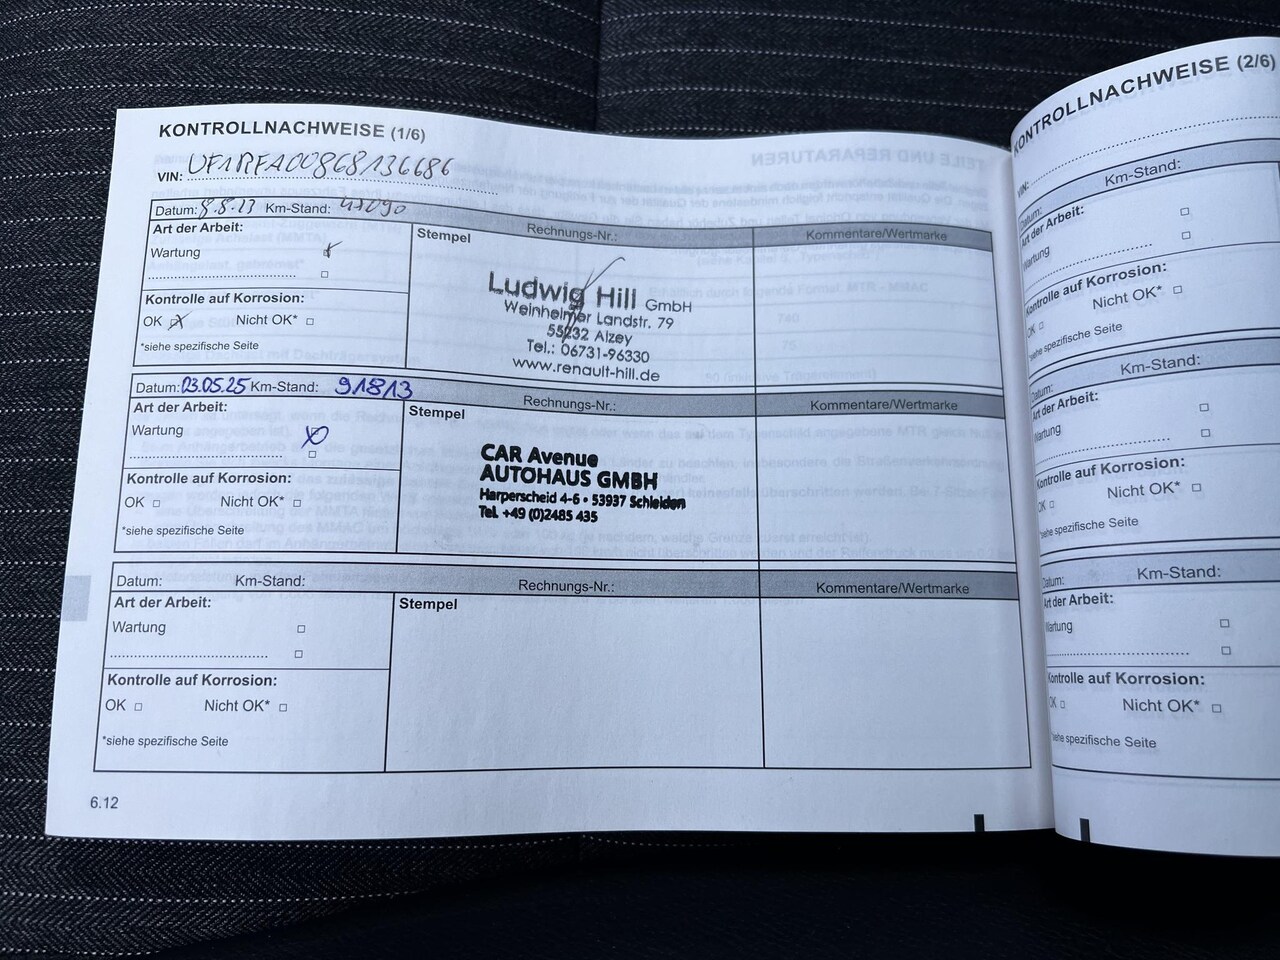 KONTROLLNACHWEISE (1/6)
VIN: VF1RFA00868136686
Datum: 8.8.23 Km-Stand: 47090
Art der Arbeit:
Wartung
Kontrolle auf Korrosion:
OK Nicht OK*
*siehe spezifische Seite
Stempel
Rechnungs-Nr.:
Kommentare/Wertmarke
Ludwig Hill GmbH
Weinheimer Landstr. 79
55232 Alzey
Tel.: 06731-96330
www.renault-hill.de
Datum: 03.05.25 Km-Stand: 91813
Art der Arbeit:
Wartung
Kontrolle auf Korrosion:
OK Nicht OK*
*siehe spezifische Seite
Stempel
Rechnungs-Nr.:
Kommentare/Wertmarke
CAR Avenue
AUTOHAUS GMBH
Harperscheid 4-6 • 53937 Schleiden
Tel. +49 (0)2485 435
Datum: Km-Stand:
Art der Arbeit:
Wartung
Kontrolle auf Korrosion:
OK Nicht OK*
*siehe spezifische Seite
Stempel
Rechnungs-Nr.:
Kommentare/Wertmarke
6.12
KONTROLLNACHWEISE (2/6)
VIN:
Datum: Km-Stand:
Art der Arbeit:
Wartung
Kontrolle auf Korrosion:
OK Nicht OK*
*siehe spezifische Seite
Datum: Km-Stand:
Art der Arbeit:
Wartung
Kontrolle auf Korrosion:
OK Nicht OK*
*siehe spezifische Seite
Datum: Km-Stand:
Art der Arbeit:
Wartung
Kontrolle auf Korrosion:
OK Nicht OK*
*siehe spezifische Seite